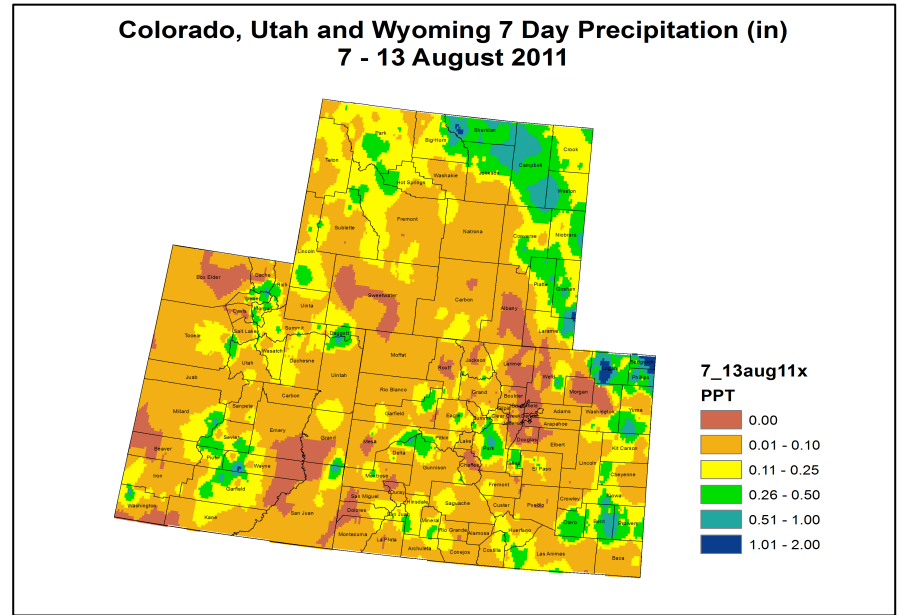 Colorado, Utah and Wyoming 7 Day Precipitation (in)
7 - 13 August 2011
Sheridan
Park
Big Horn
Crook
Teton
Campbell
Johnson
Washakie
Hot Springs
Weston
Fremont
Sublette
Natrona
Converse
Niobrara
Lincoln
Platte
Goshen
Box Elder
Cache
Rich
Sweetwater
Carbon
Albany
Uinta
Laramie
Davis
Salt Lake
Summit
Daggett
Tooele
Wasatch
Utah
Duchesne
Uintah
Juab
Moffat
Routt
Jackson
Larimer
Weld
Logan
Phillips
Morgan
Grand
Boulder
Rio Blanco
Carbon
Millard
Sanpete
Garfield
Eagle
Clear Creek
Adams
Washington
Yuma
Arapahoe
Emery
Grand
Mesa
Pitkin
Lake
Park
Douglas
Elbert
Kit Carson
Sevier
Beaver
Piute
Wayne
Delta
Gunnison
Chaffee
Teller
El Paso
Lincoln
Cheyenne
Iron
Garfield
Montrose
Fremont
San Miguel
Ouray
Hinsdale
Saguache
Custer
Pueblo
Crowley
Kiowa
Washington
Kane
San Juan
Dolores
San Juan
Mineral
Rio Grande
Alamosa
Huerfano
Otero
Bent
Prowers
Montezuma
La Plata
Archuleta
Conejos
Costilla
Las Animas
Baca
7_13aug11x
PPT
0.00
0.01 - 0.10
0.11 - 0.25
0.26 - 0.50
0.51 - 1.00
1.01 - 2.00